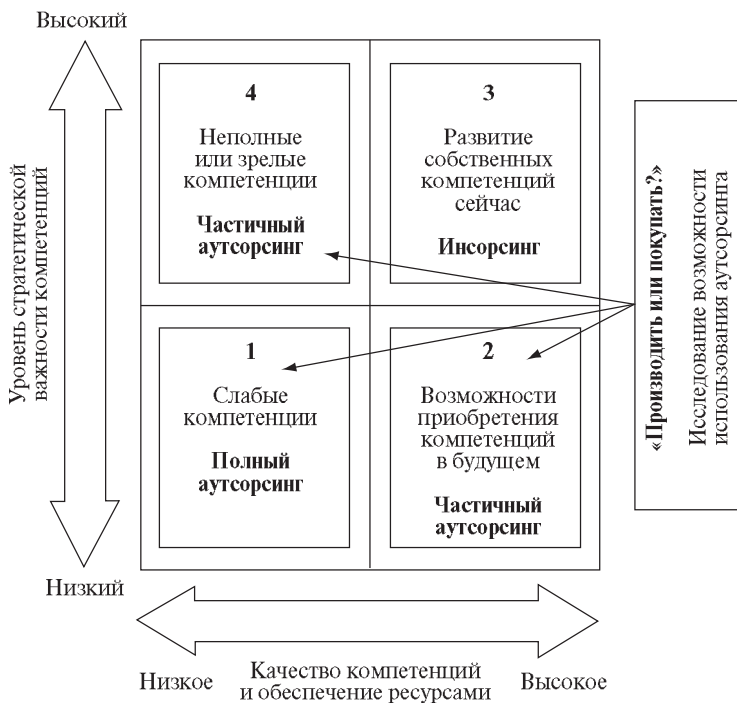 Высокий
Уровень стратегической
важности компетенций
Низкий
4
Неполные
или зрелые
компетенции
Частичный
аутсорсинг
3
Развитие
собственных
компетенций
сейчас
Инсорсинг
1
Слабые
компетенции
Полный
аутсорсинг
2
Возможности
приобретения
компетенций
в будущем
Частичный
аутсорсинг
«Производить или покупать?»
Исследование возможности
использования аутсорсинга
Низкое
Качество компетенций
и обеспечение ресурсами
Высокое